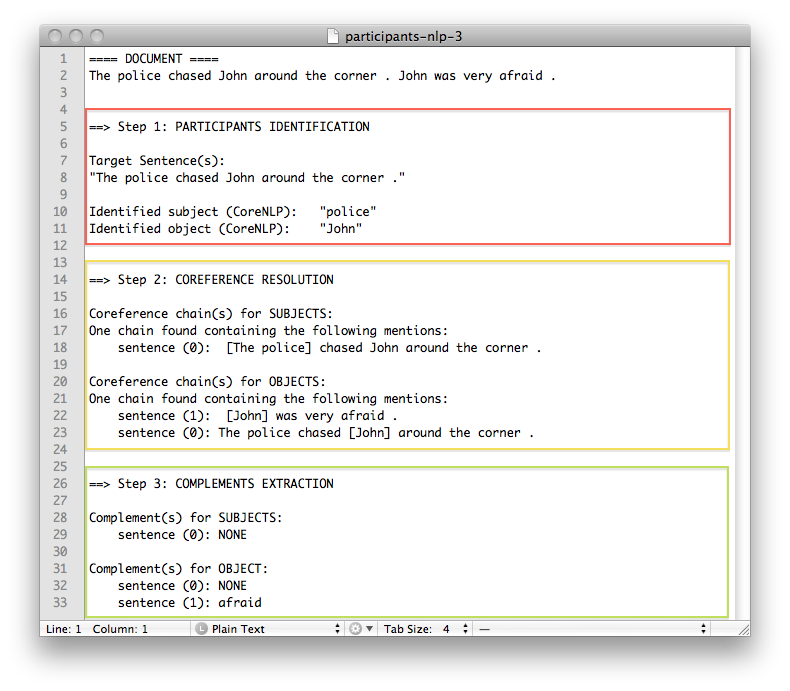 participants-nlp-3
1 ==== DOCUMENT ====
2 The police chased John around the corner . John was very afraid .
3
4
5 ==> Step 1: PARTICIPANTS IDENTIFICATION
6
7 Target Sentence(s):
8 "The police chased John around the corner ."
9
10 Identified subject (CoreNLP): "police"
11 Identified object (CoreNLP): "John"
12
13
14 ==> Step 2: COREFERENCE RESOLUTION
15
16 Coreference chain(s) for SUBJECTS:
17 One chain found containing the following mentions:
18 sentence (0): [The police] chased John around the corner .
19
20 Coreference chain(s) for OBJECTS:
21 One chain found containing the following mentions:
22 sentence (1): [John] was very afraid .
23 sentence (0): The police chased [John] around the corner .
24
25
26 ==> Step 3: COMPLEMENTS EXTRACTION
27
28 Complement(s) for SUBJECTS:
29 sentence (0): NONE
30
31 Complement(s) for OBJECT:
32 sentence (0): NONE
33 sentence (1): afraid
Line: 1 Column: 1 L Plain Text Tab Size: 4 —